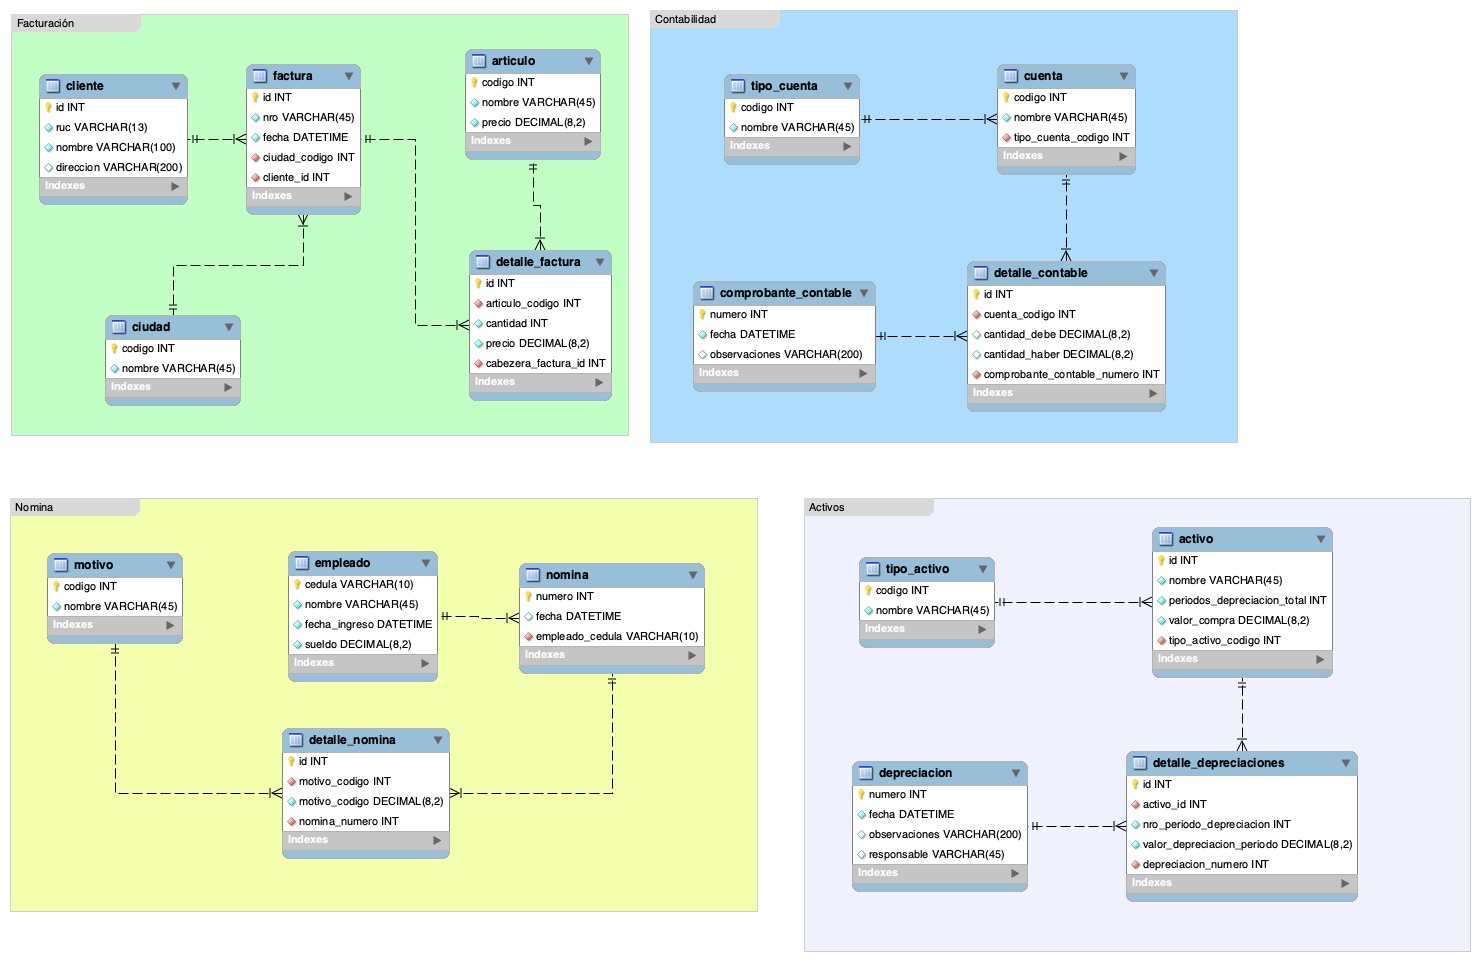 Facturación
cliente
id INT
ruc VARCHAR(13)
nombre VARCHAR(100)
direccion VARCHAR(200)
Indexes
factura
id INT
nro VARCHAR(45)
fecha DATETIME
ciudad_codigo INT
cliente_id INT
Indexes
articulo
codigo INT
nombre VARCHAR(45)
precio DECIMAL(8,2)
Indexes
ciudad
codigo INT
nombre VARCHAR(45)
Indexes
detalle_factura
id INT
articulo_codigo INT
cantidad INT
precio DECIMAL(8,2)
cabezera_factura_id INT
Indexes
Contabilidad
tipo_cuenta
codigo INT
nombre VARCHAR(45)
Indexes
cuenta
codigo INT
nombre VARCHAR(45)
tipo_cuenta_codigo INT
Indexes
comprobante_contable
numero INT
fecha DATETIME
observaciones VARCHAR(200)
Indexes
detalle_contable
id INT
cuenta_codigo INT
cantidad_debe DECIMAL(8,2)
cantidad_haber DECIMAL(8,2)
comprobante_contable_numero INT
Indexes
Nomina
motivo
codigo INT
nombre VARCHAR(45)
Indexes
empleado
cedula VARCHAR(10)
nombre VARCHAR(45)
fecha_ingreso DATETIME
sueldo DECIMAL(8,2)
Indexes
nomina
numero INT
fecha DATETIME
empleado_cedula VARCHAR(10)
Indexes
detalle_nomina
id INT
motivo_codigo INT
motivo_codigo DECIMAL(8,2)
nomina_numero INT
Indexes
Activos
tipo_activo
codigo INT
nombre VARCHAR(45)
Indexes
activo
id INT
nombre VARCHAR(45)
periodos_depreciacion_total INT
valor_compra DECIMAL(8,2)
tipo_activo_codigo INT
Indexes
depreciacion
numero INT
fecha DATETIME
observaciones VARCHAR(200)
responsable VARCHAR(45)
Indexes
detalle_depreciaciones
id INT
activo_id INT
nro_periodo_depreciacion INT
valor_depreciacion_periodo DECIMAL(8,2)
depreciacion_numero INT
Indexes